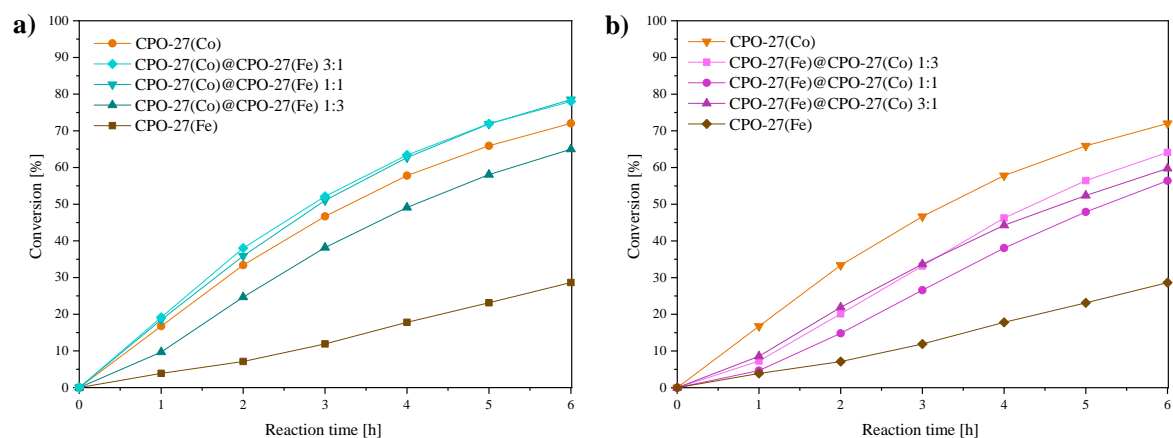 a)
100
90
80
70
60
50
40
30
20
10
0
Conversion [%]
CPO-27(Co)
CPO-27(Co)@CPO-27(Fe) 3:1
CPO-27(Co)@CPO-27(Fe) 1:1
CPO-27(Co)@CPO-27(Fe) 1:3
CPO-27(Fe)
0 1 2 3 4 5 6
Reaction time [h]
b)
100
90
80
70
60
50
40
30
20
10
0
Conversion [%]
CPO-27(Co)
CPO-27(Fe)@CPO-27(Co) 1:3
CPO-27(Fe)@CPO-27(Co) 1:1
CPO-27(Fe)@CPO-27(Co) 3:1
CPO-27(Fe)
0 1 2 3 4 5 6
Reaction time [h]